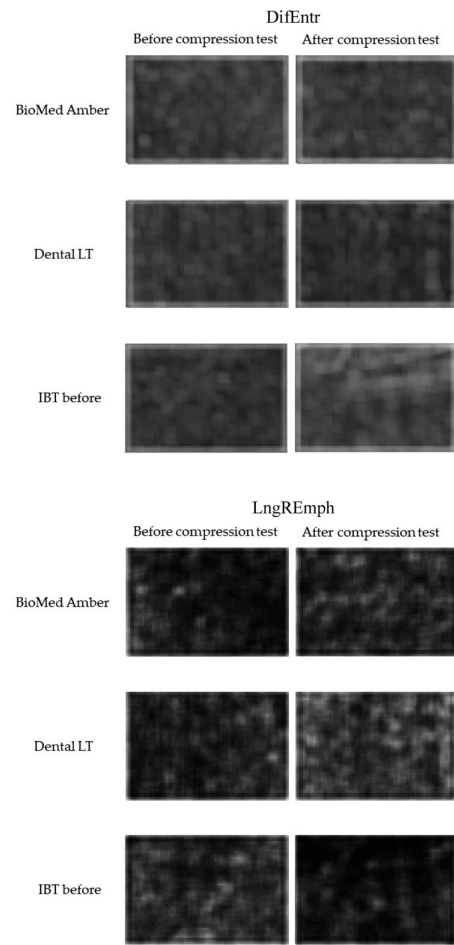 DifEntr
Before compression test After compression test
BioMed Amber
Dental LT
IBT before
LngREmph
Before compression test After compression test
BioMed Amber
Dental LT
IBT before